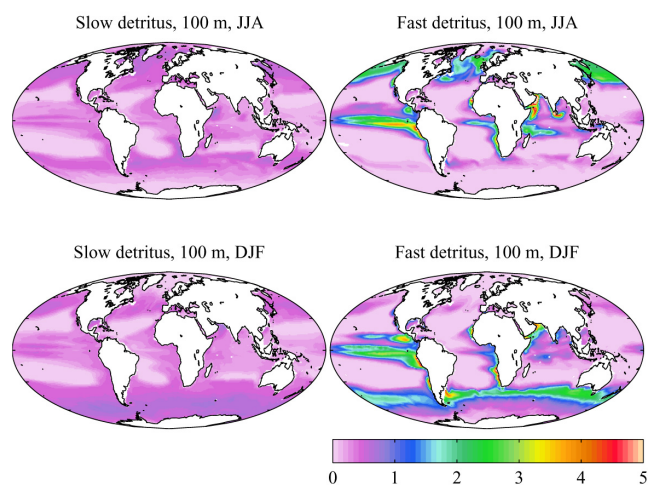 Slow detritus, 100 m, JJA
Fast detritus, 100 m, JJA
Slow detritus, 100 m, DJF
Fast detritus, 100 m, DJF
0 1 2 3 4 5